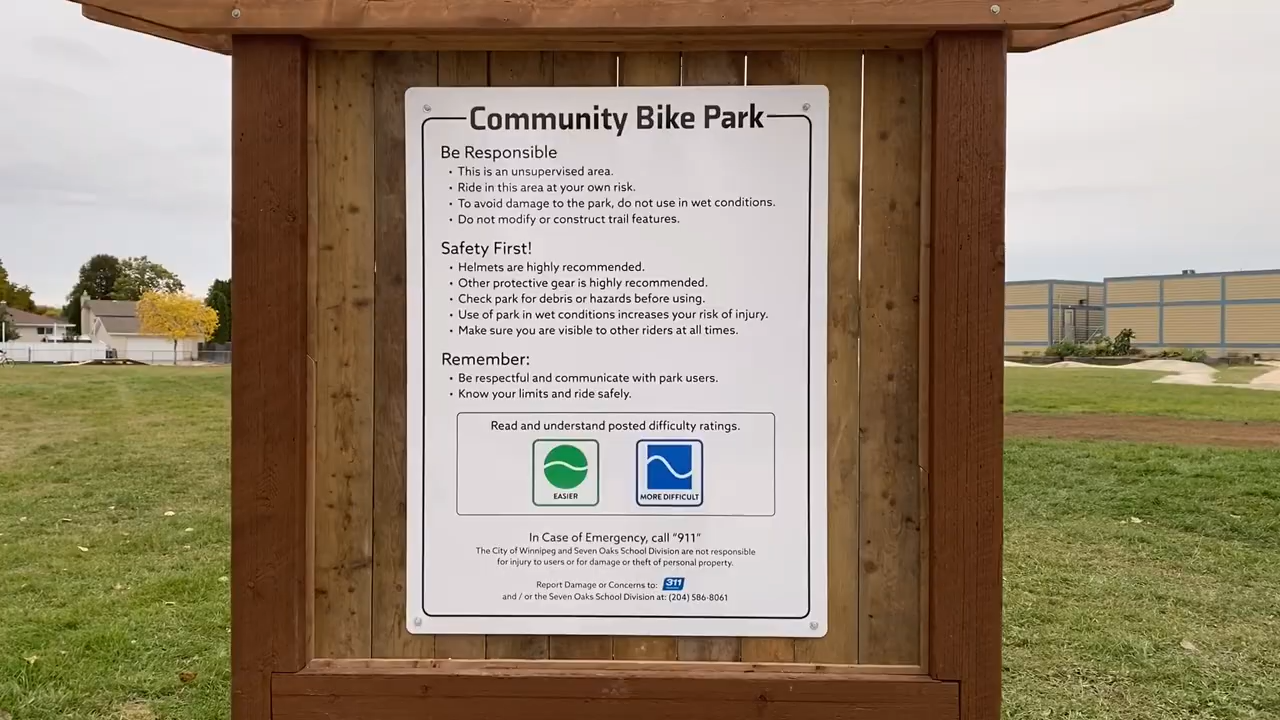 Community Bike Park
Be Responsible
• This is an unsupervised area.
• Ride in this area at your own risk.
• To avoid damage to the park, do not use in wet conditions.
• Do not modify or construct trail features.
Safety First!
• Helmets are highly recommended.
• Other protective gear is highly recommended.
• Check park for debris or hazards before using.
• Use of park in wet conditions increases your risk of injury.
• Make sure you are visible to other riders at all times.
Remember:
• Be respectful and communicate with park users.
• Know your limits and ride safely.
Read and understand posted difficulty ratings.
EASIER
MORE DIFFICULT
In Case of Emergency, call "911"
The City of Winnipeg and Seven Oaks School Division are not responsible
for injury to users or for damage or theft of personal property.
Report Damage or Concerns to: 311
and / or the Seven Oaks School Division at: (204) 586-8061